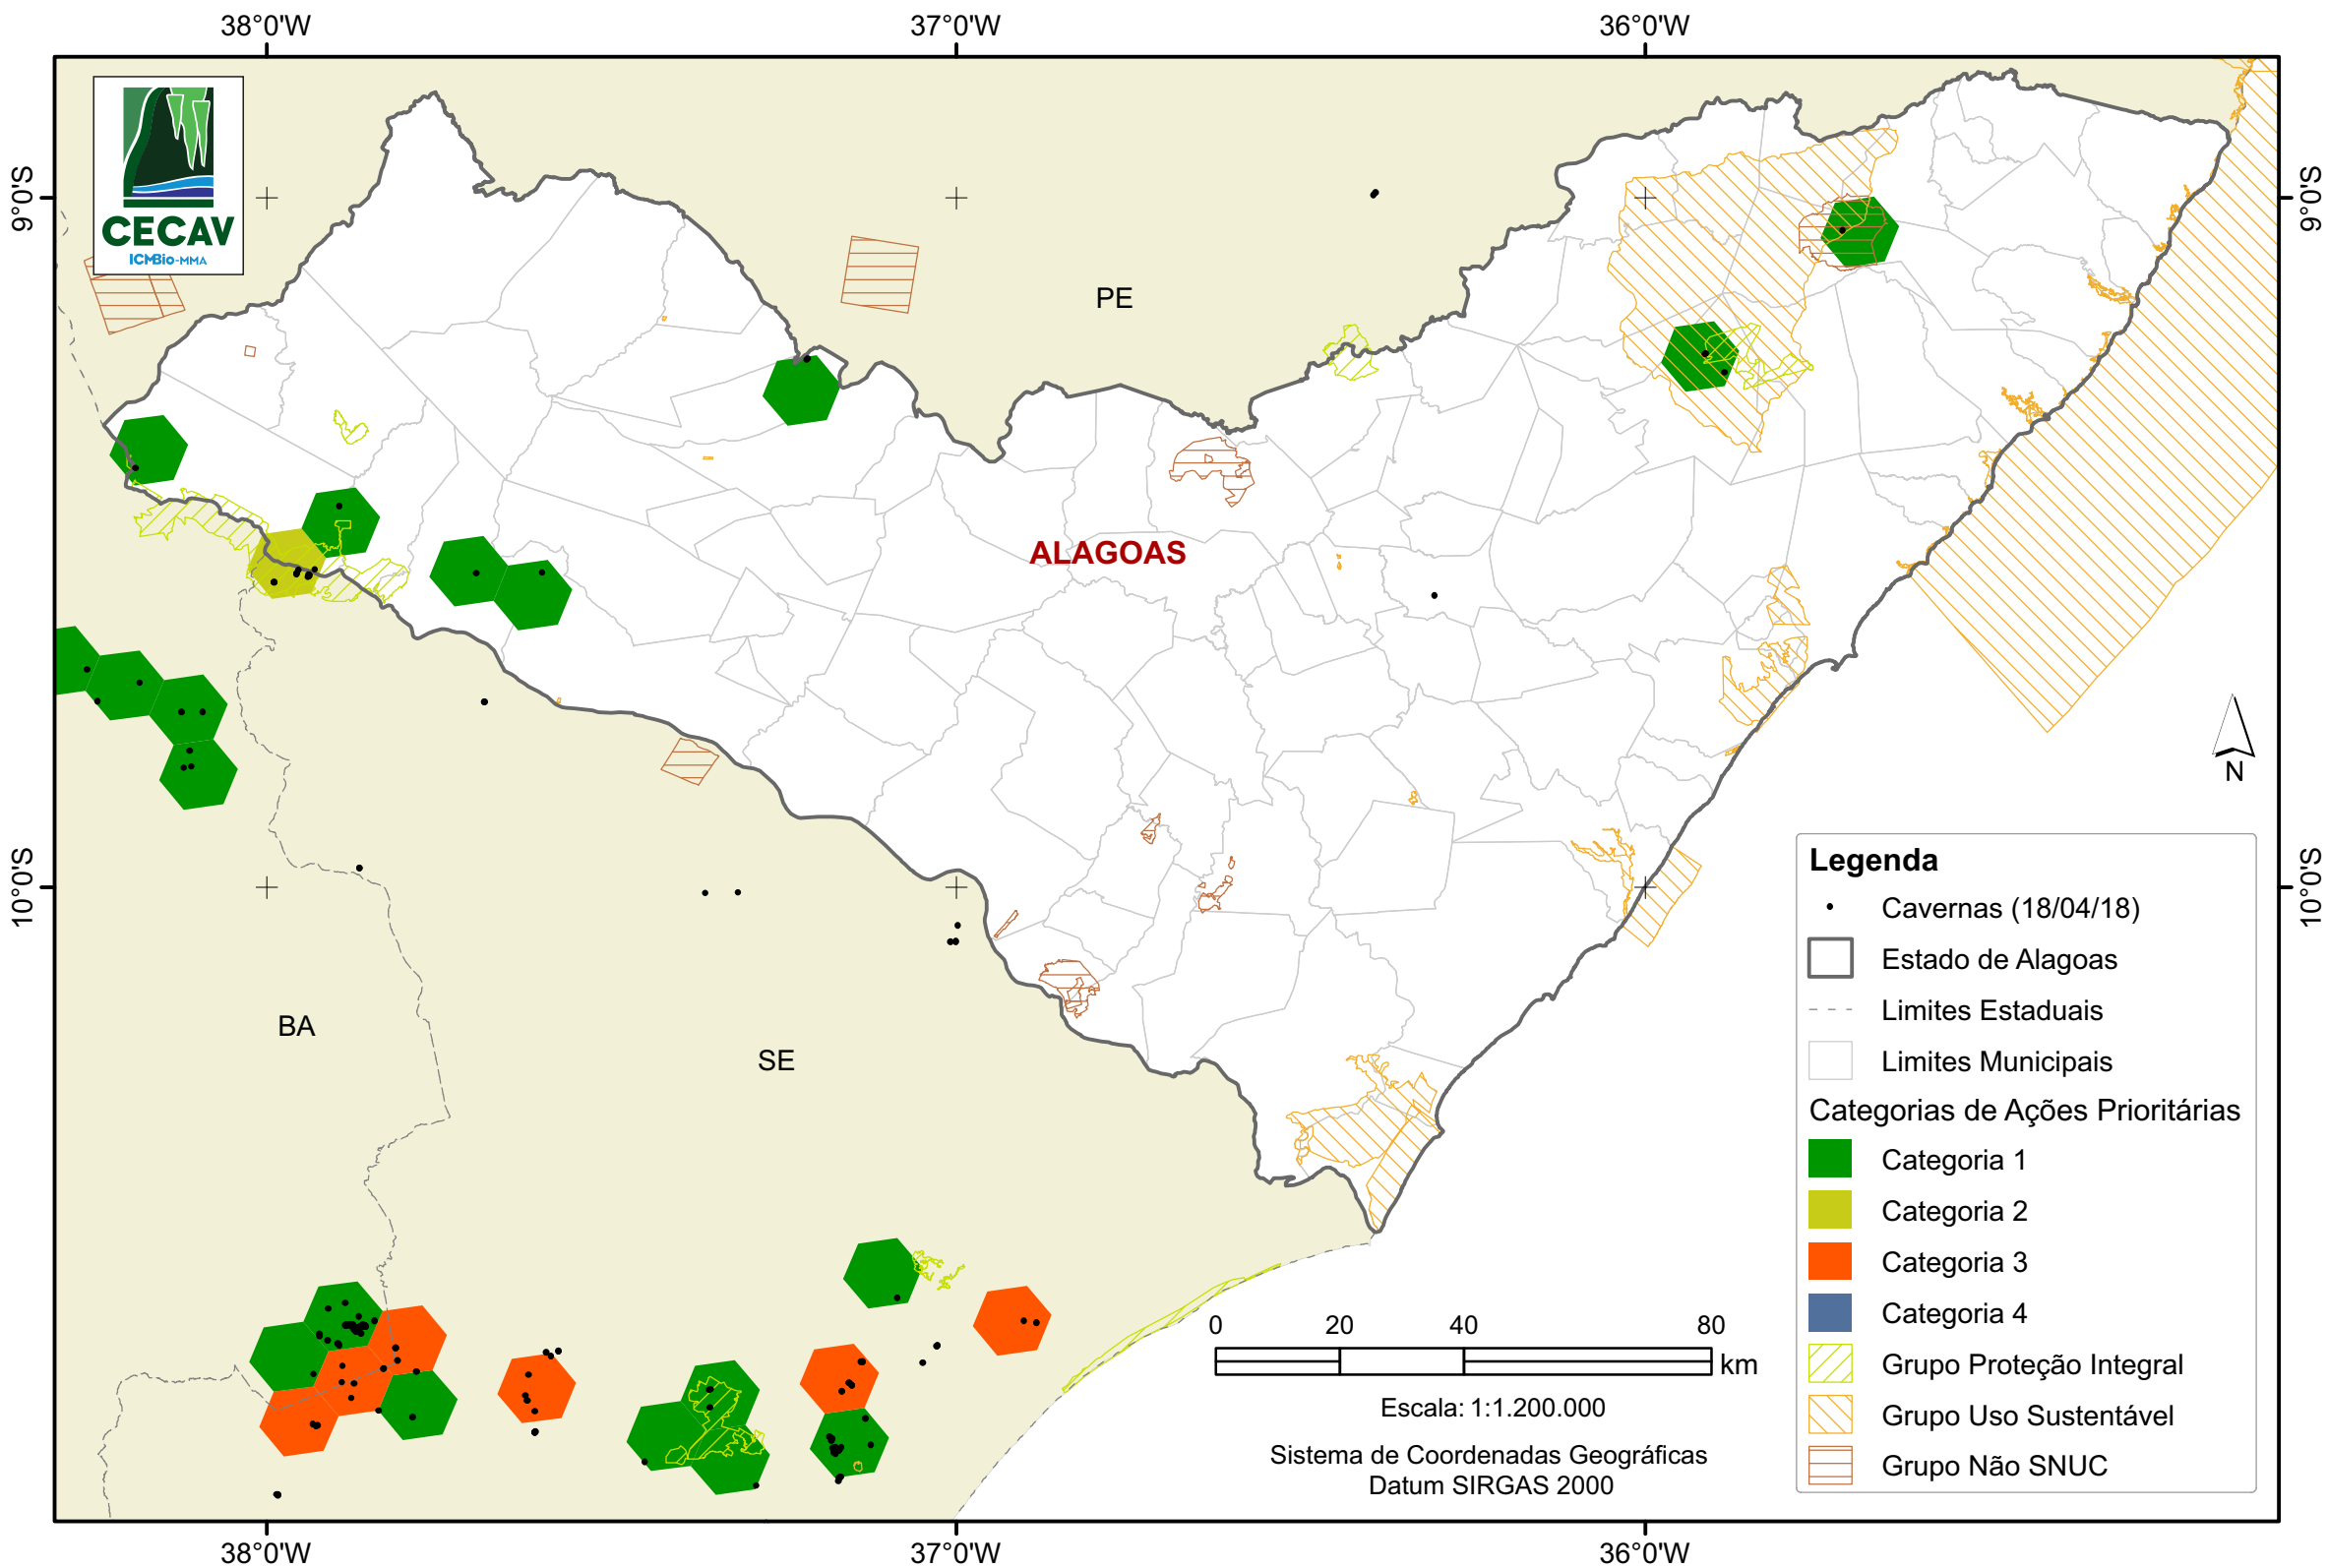 38°0'W 37°0'W 36°0'W
9°0'S
9°0'S
CECAV
ICMBio-MMA
PE
ALAGOAS
N
10°0'S
10°0'S
BA
SE
Legenda
Cavernas (18/04/18)
Estado de Alagoas
Limites Estaduais
Limites Municipais
Categorias de Ações Prioritárias
Categoria 1
Categoria 2
Categoria 3
Categoria 4
Grupo Proteção Integral
Grupo Uso Sustentável
Grupo Não SNUC
0 20 40 80
km
Escala: 1:1.200.000
Sistema de Coordenadas Geográficas
Datum SIRGAS 2000
38°0'W 37°0'W 36°0'W